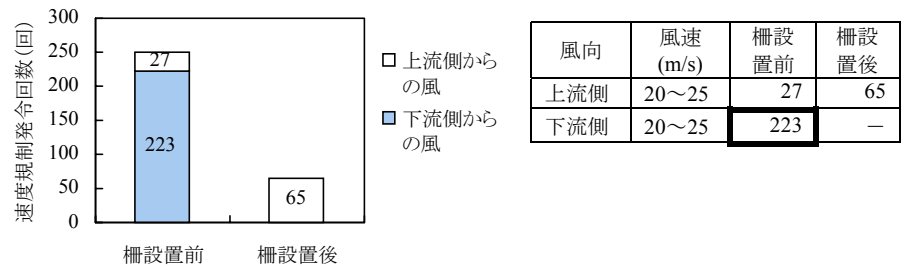 速度規制発令回数(回)
300
250
200
150
100
50
0
27
223
65
柵設置前
柵設置後
上流側から
の風
下流側から
の風
風向 風速 (m/s) 柵設置前 柵設置後
上流側 20～25 27 65
下流側 20～25 223 －